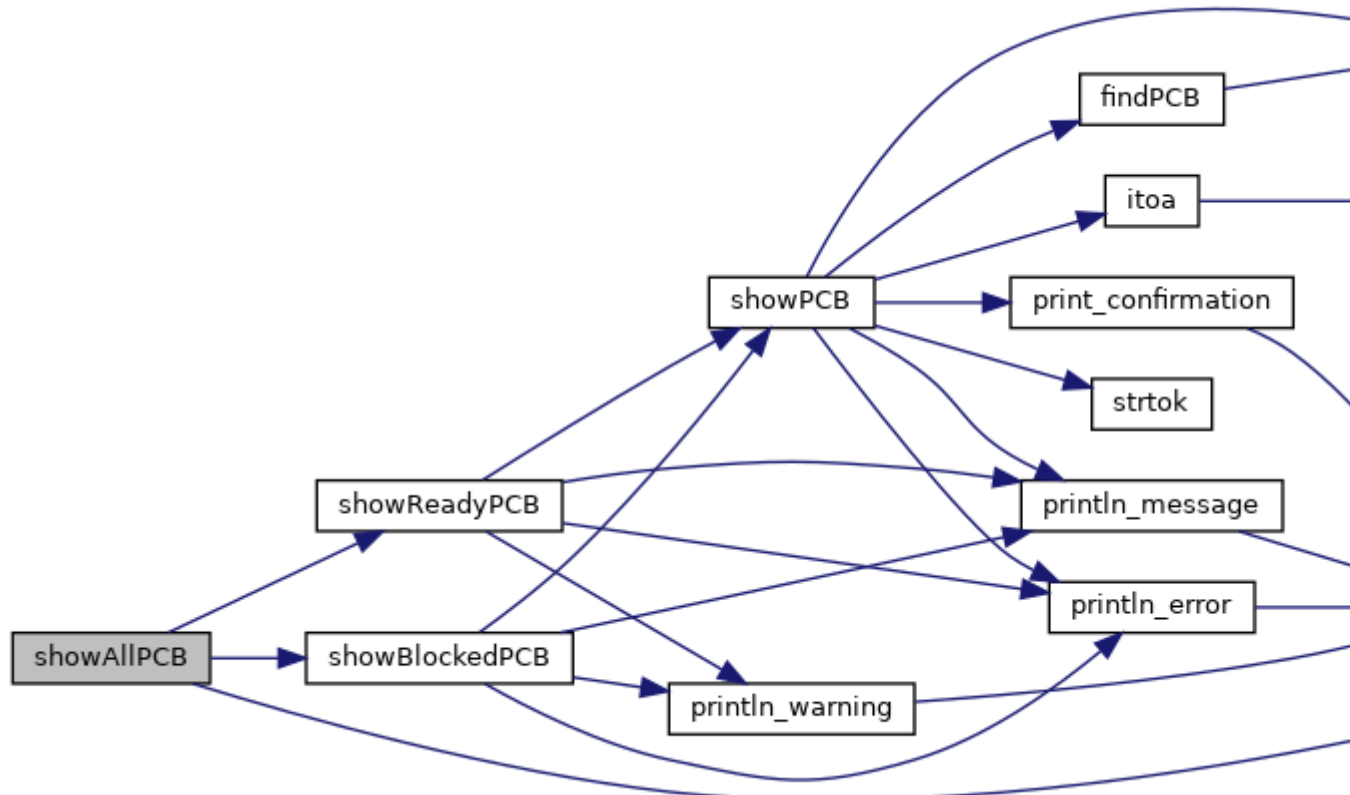 findPCB
itoa
showPCB
print_confirmation
strtok
showReadyPCB
println_message
println_error
showAllPCB
showBlockedPCB
println_warning